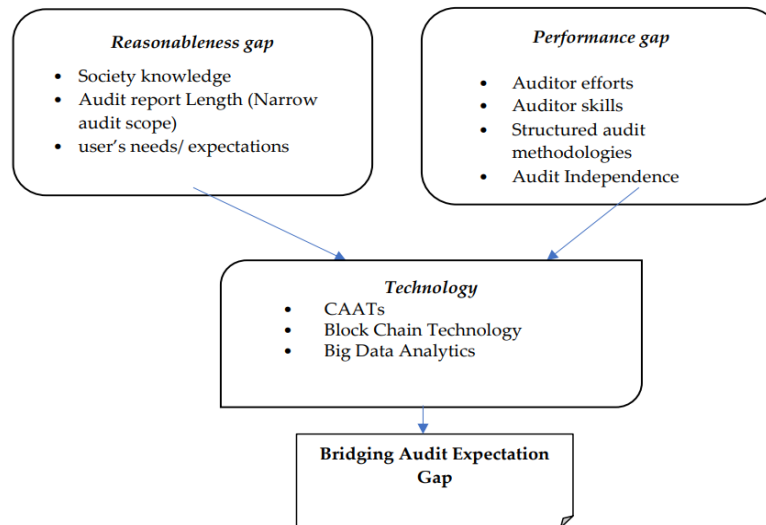 Reasonableness gap
• Society knowledge
• Audit report Length (Narrow
audit scope)
• user's needs/ expectations
Performance gap
• Auditor efforts
• Auditor skills
• Structured audit
methodologies
• Audit Independence
Technology
• CAATs
• Block Chain Technology
• Big Data Analytics
Bridging Audit Expectation
Gap